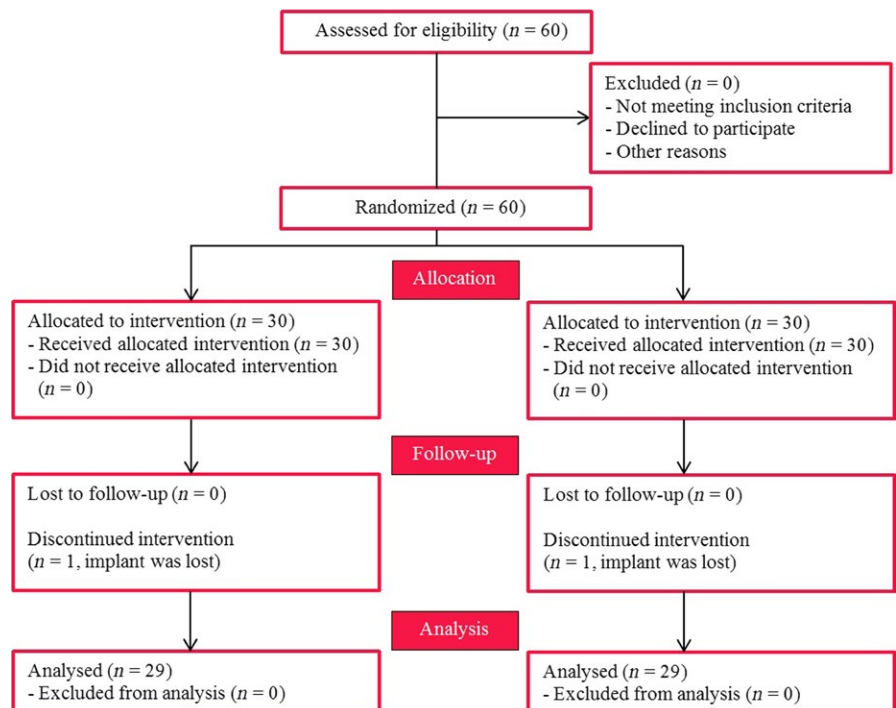 Assessed for eligibility (n = 60)
Excluded (n = 0)
- Not meeting inclusion criteria
- Declined to participate
- Other reasons
Randomized (n = 60)
Allocation
Allocated to intervention (n = 30)
- Received allocated intervention (n = 30)
- Did not receive allocated intervention
(n = 0)
Allocated to intervention (n = 30)
- Received allocated intervention (n = 30)
- Did not receive allocated intervention
(n = 0)
Follow-up
Lost to follow-up (n = 0)
Discontinued intervention
(n = 1, implant was lost)
Lost to follow-up (n = 0)
Discontinued intervention
(n = 1, implant was lost)
Analysis
Analysed (n = 29)
- Excluded from analysis (n = 0)
Analysed (n = 29)
- Excluded from analysis (n = 0)